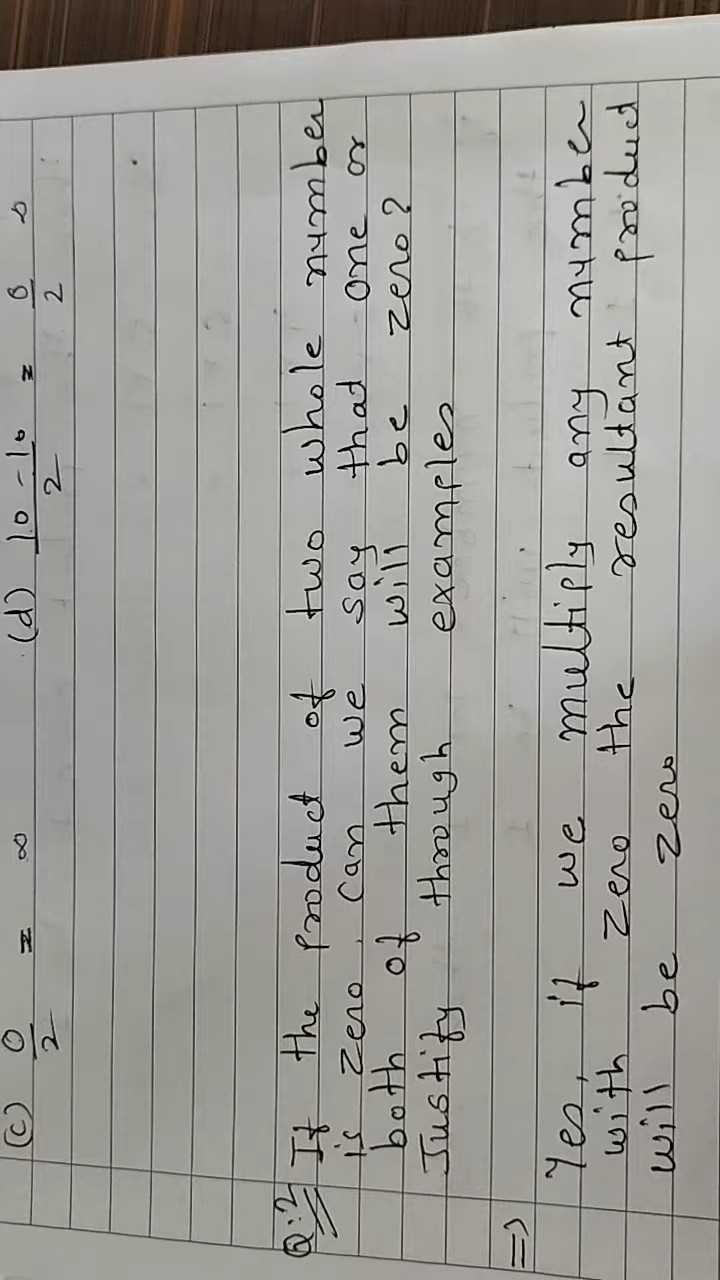 (c) 0/2 = ∞ (d) 10-10/2 = 0/2 ∞
Q:2 If the product of two whole number
is zero. Can we say that one or
both of them will be zero?
Justify through examples
=> Yes, if we multiply any number
with zero the resultant product
will be zero